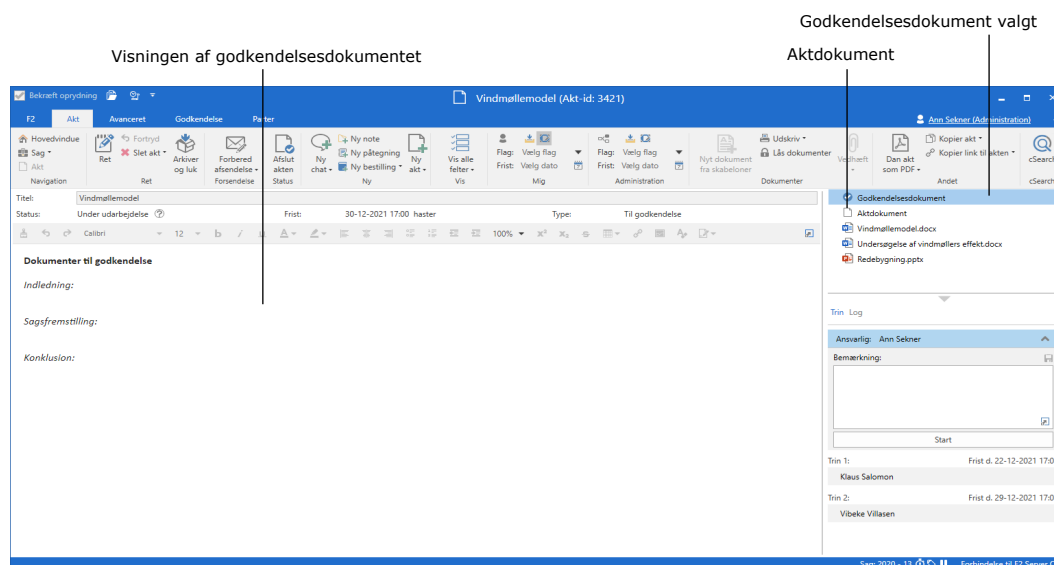 Godkendelsesdokument valgt
Visningen af godkendelsesdokumentet
Aktdokument
Bekræft oprydning
Vindmøllemodel (Akt-id: 3421)
F2 Akt Avanceret Godkendelse Parter
Ann Sekner (Administration)
Hovedvindue
Sag
Akt
Navigation
Ret
Fortryd
Slet akt
Ret
Arkiver og luk
Forbered afsendelse
Forsendelse
Afslut akten
Status
Ny chat
Ny note
Ny påtegning
Ny bestilling
Ny akt
Ny
Vis alle felter
Vis
Flag: Vælg flag
Frist: Vælg dato
Mig
Flag: Vælg flag
Frist: Vælg dato
Administration
Nyt dokument fra skabeloner
Udskriv
Lås dokumenter
Dokumenter
Vedhæft
Dan akt som PDF
Kopier akt
Kopier link til akten
Andet
cSearch
cSearch
Titel: Vindmøllemodel
Status: Under udarbejdelse Frist: 30-12-2021 17:00 haster Type: Til godkendelse
Calibri 12 100%
Dokumenter til godkendelse
Indledning:
Sagsfremstilling:
Konklusion:
Godkendelsesdokument
Aktdokument
Vindmøllemodel.docx
Undersøgelse af vindmøllers effekt.docx
Redebygning.pptx
Trin Log
Ansvarlig: Ann Sekner
Bemærkning:
Start
Trin 1: Frist d. 22-12-2021 17:0
Klaus Salomon
Trin 2: Frist d. 29-12-2021 17:0
Vibeke Villasen
Sag: 2020 - 13 Forbindelse til F2 Server O